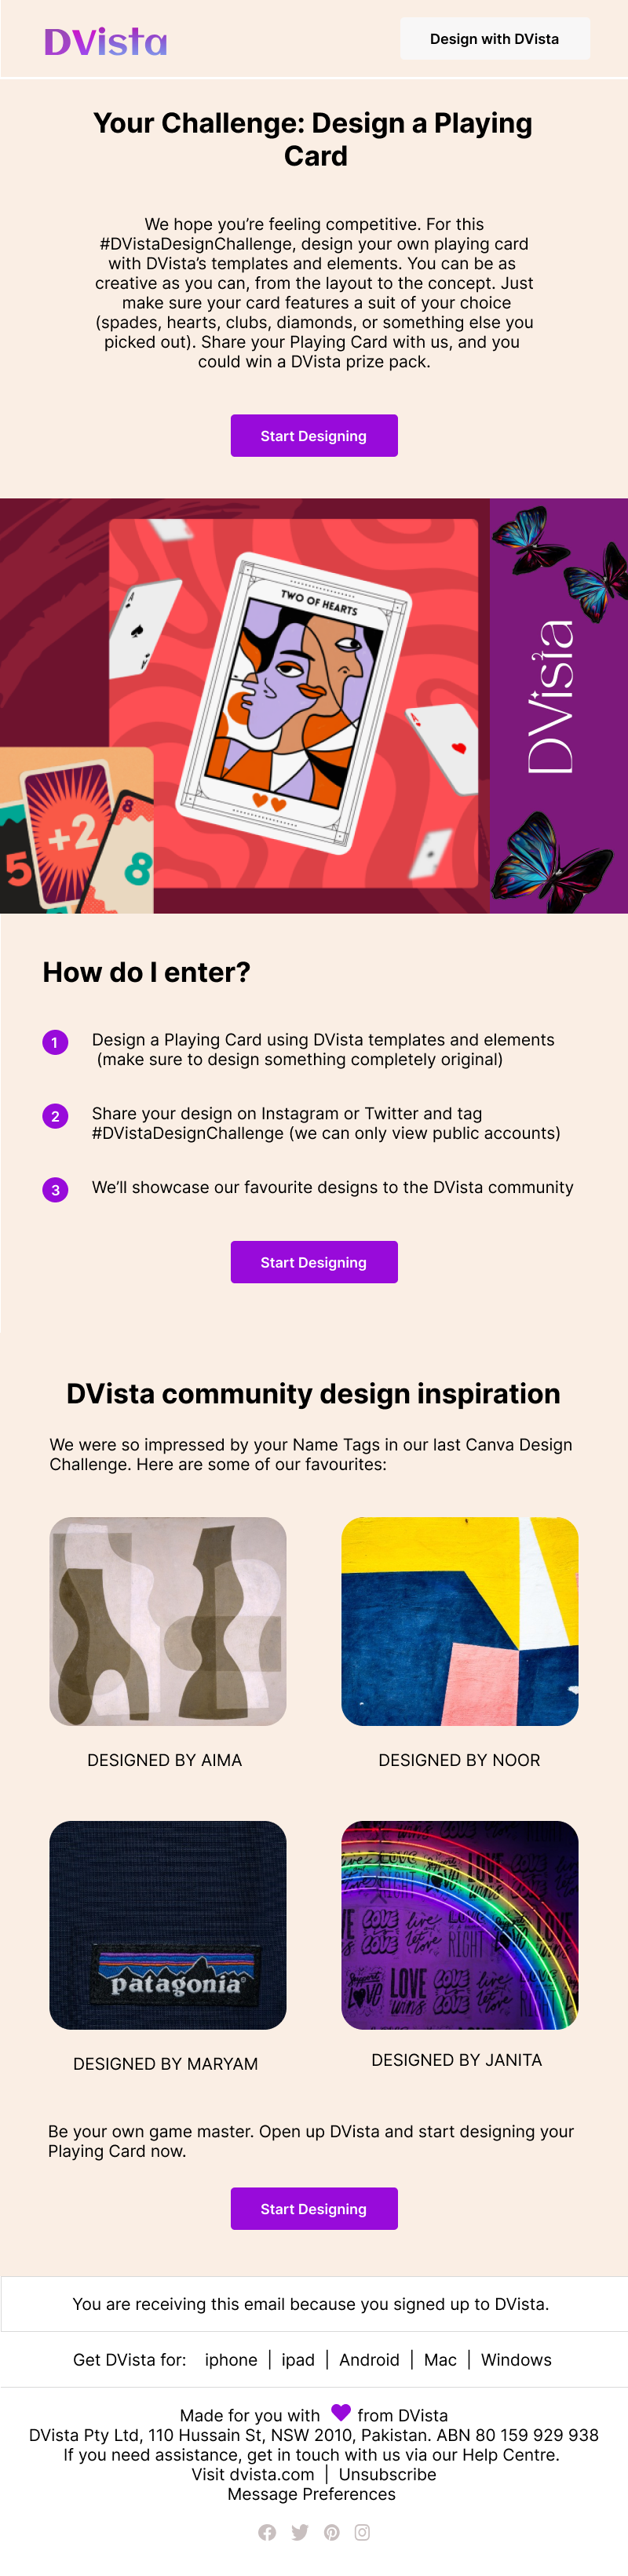 DVista
Design with DVista
Your Challenge: Design a Playing
Card
We hope you’re feeling competitive. For this
#DVistaDesignChallenge, design your own playing card
with DVista’s templates and elements. You can be as
creative as you can, from the layout to the concept. Just
make sure your card features a suit of your choice
(spades, hearts, clubs, diamonds, or something else you
picked out). Share your Playing Card with us, and you
could win a DVista prize pack.
Start Designing
TWO OF HEARTS
A
A
+2
5
8
8
DVista
How do I enter?
1 Design a Playing Card using DVista templates and elements
(make sure to design something completely original)
2 Share your design on Instagram or Twitter and tag
#DVistaDesignChallenge (we can only view public accounts)
3 We’ll showcase our favourite designs to the DVista community
Start Designing
DVista community design inspiration
We were so impressed by your Name Tags in our last Canva Design
Challenge. Here are some of our favourites:
DESIGNED BY AIMA
DESIGNED BY NOOR
patagonia®
LOVE
wins
DESIGNED BY MARYAM
DESIGNED BY JANITA
Be your own game master. Open up DVista and start designing your
Playing Card now.
Start Designing
You are receiving this email because you signed up to DVista.
Get DVista for: iphone | ipad | Android | Mac | Windows
Made for you with from DVista
DVista Pty Ltd, 110 Hussain St, NSW 2010, Pakistan. ABN 80 159 929 938
If you need assistance, get in touch with us via our Help Centre.
Visit dvista.com | Unsubscribe
Message Preferences